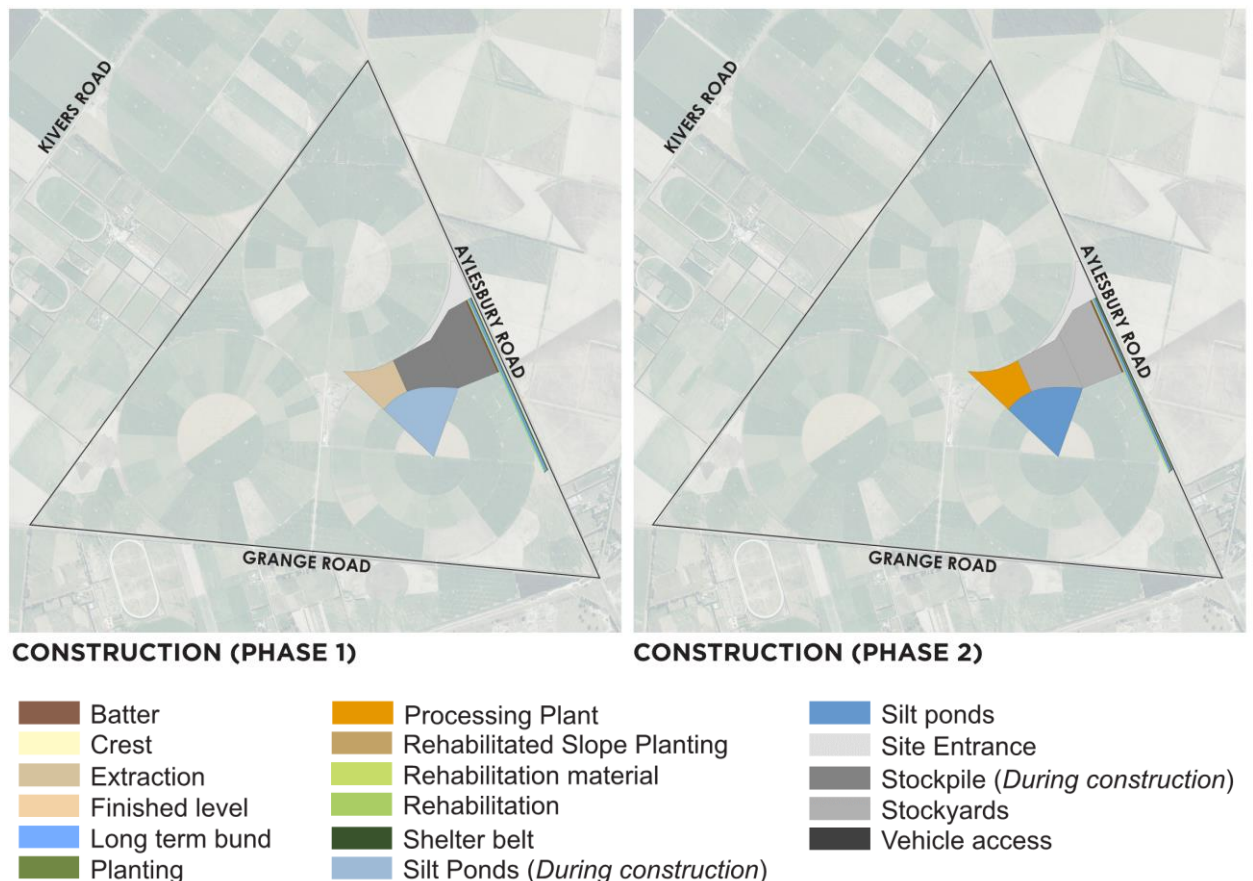 KIVERS ROAD
AYLESBURY ROAD
GRANGE ROAD
KIVERS ROAD
AYLESBURY ROAD
GRANGE ROAD
CONSTRUCTION (PHASE 1)
CONSTRUCTION (PHASE 2)
Batter
Crest
Extraction
Finished level
Long term bund
Planting
Processing Plant
Rehabilitated Slope Planting
Rehabilitation material
Rehabilitation
Shelter belt
Silt Ponds (During construction)
Silt ponds
Site Entrance
Stockpile (During construction)
Stockyards
Vehicle access